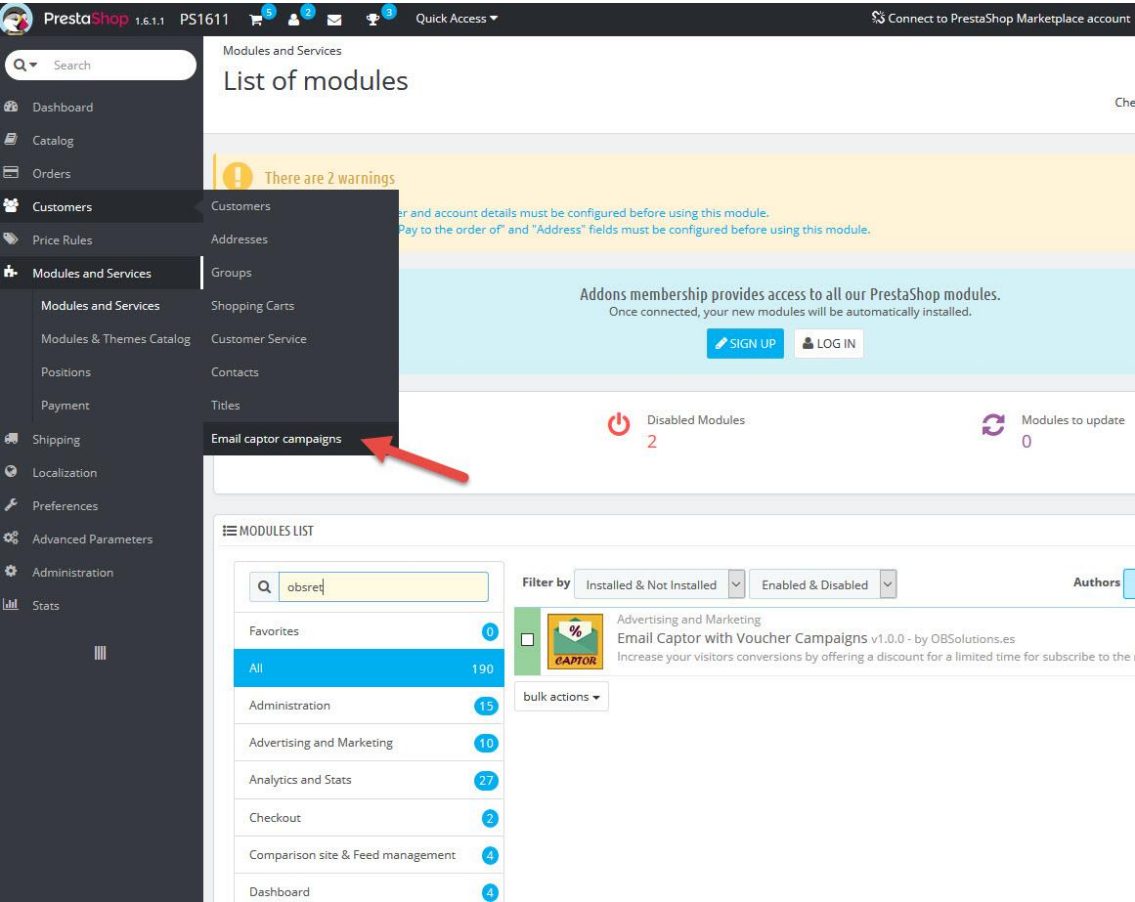 PrestaShop 1.6.1.1 PS1611 5 2 3 Quick Access Connect to PrestaShop Marketplace account
Search
Dashboard
Catalog
Orders
Customers
Price Rules
Modules and Services
Modules and Services
Modules & Themes Catalog
Positions
Payment
Shipping
Localization
Preferences
Advanced Parameters
Administration
Stats
Customers
Addresses
Groups
Shopping Carts
Customer Service
Contacts
Titles
Email captor campaigns
Modules and Services
List of modules
Che
There are 2 warnings
er and account details must be configured before using this module.
Pay to the order of" and "Address" fields must be configured before using this module.
Addons membership provides access to all our PrestaShop modules.
Once connected, your new modules will be automatically installed.
SIGN UP LOG IN
Disabled Modules
2
Modules to update
0
MODULES LIST
obsret
Favorites 0
All 190
Administration 15
Advertising and Marketing 10
Analytics and Stats 27
Checkout 2
Comparison site & Feed management 4
Dashboard 4
Filter by Installed & Not Installed Enabled & Disabled Authors
%
CAPTOR
Advertising and Marketing
Email Captor with Voucher Campaigns v1.0.0 - by OBSolutions.es
Increase your visitors conversions by offering a discount for a limited time for subscribe to the
bulk actions